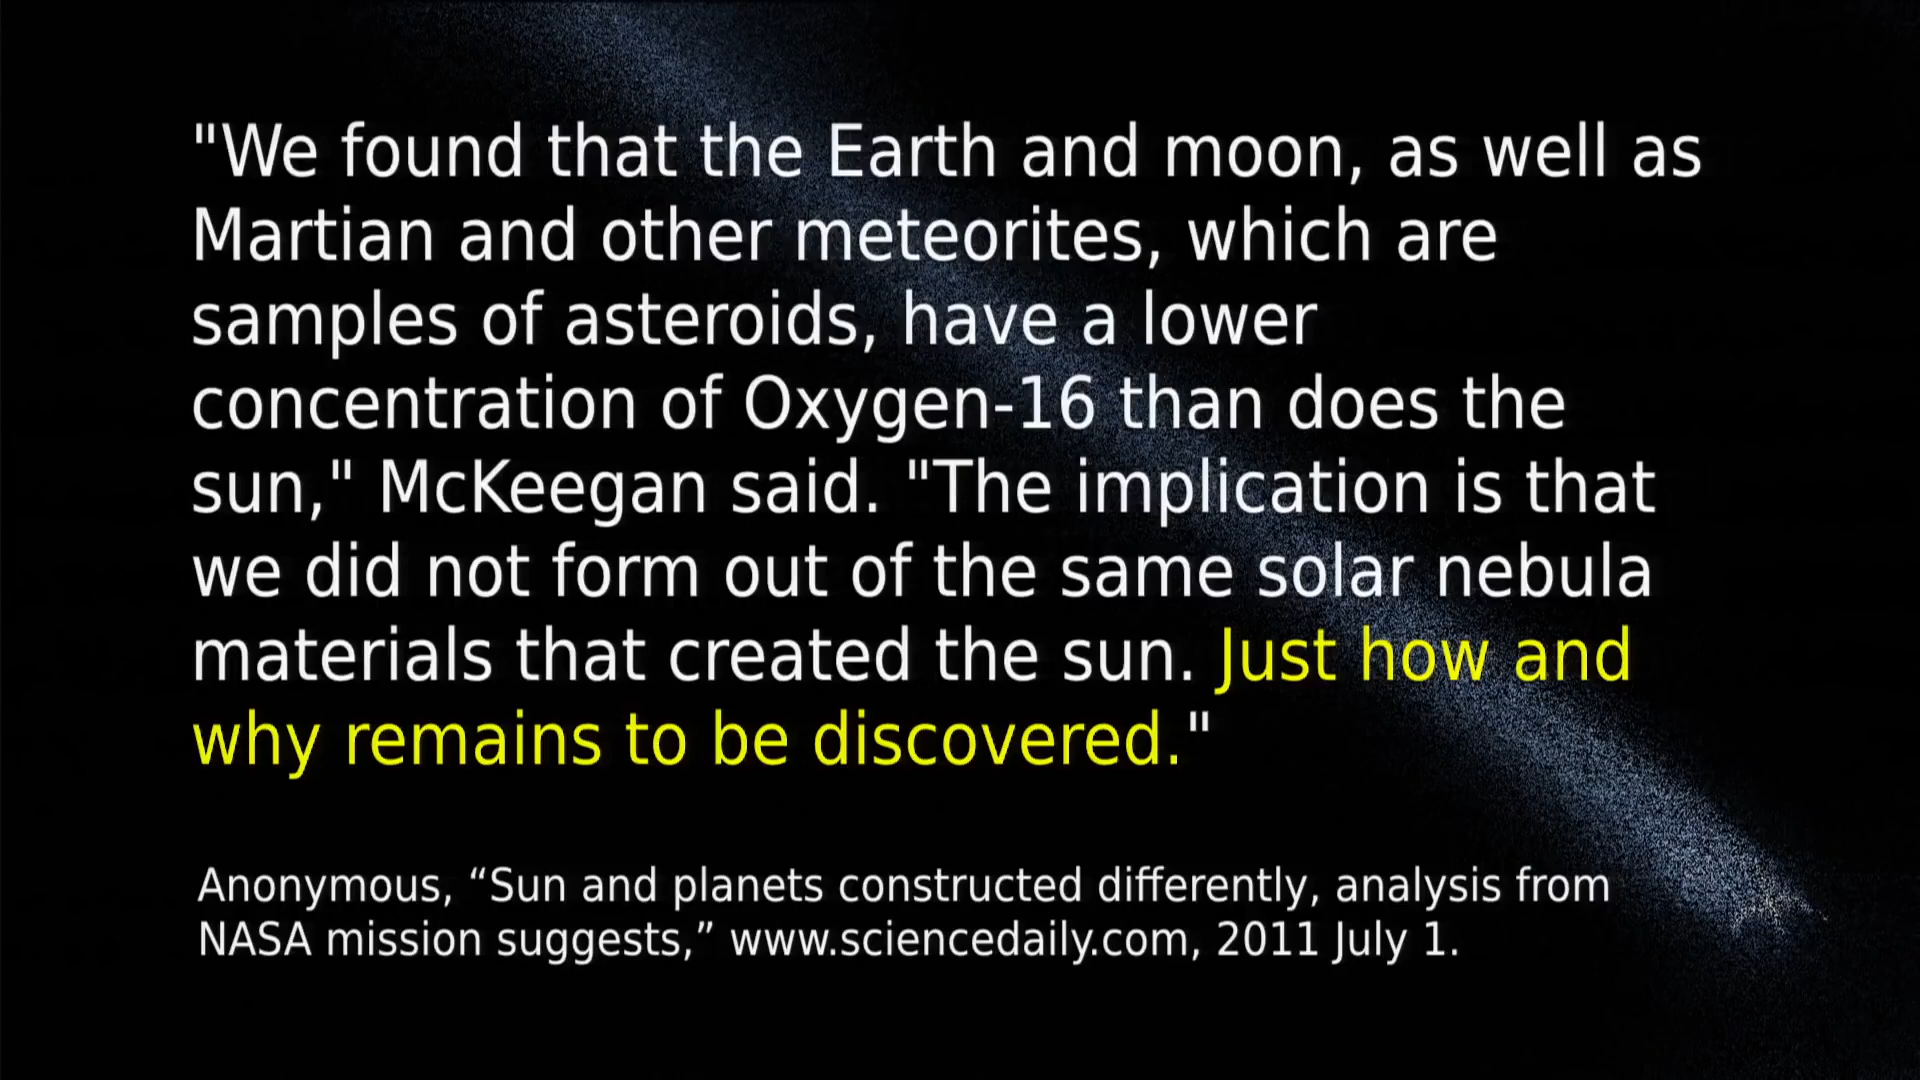 "We found that the Earth and moon, as well as
Martian and other meteorites, which are
samples of asteroids, have a lower
concentration of Oxygen-16 than does the
sun," McKeegan said. "The implication is that
we did not form out of the same solar nebula
materials that created the sun. Just how and
why remains to be discovered."
Anonymous, “Sun and planets constructed differently, analysis from
NASA mission suggests,” www.sciencedaily.com, 2011 July 1.